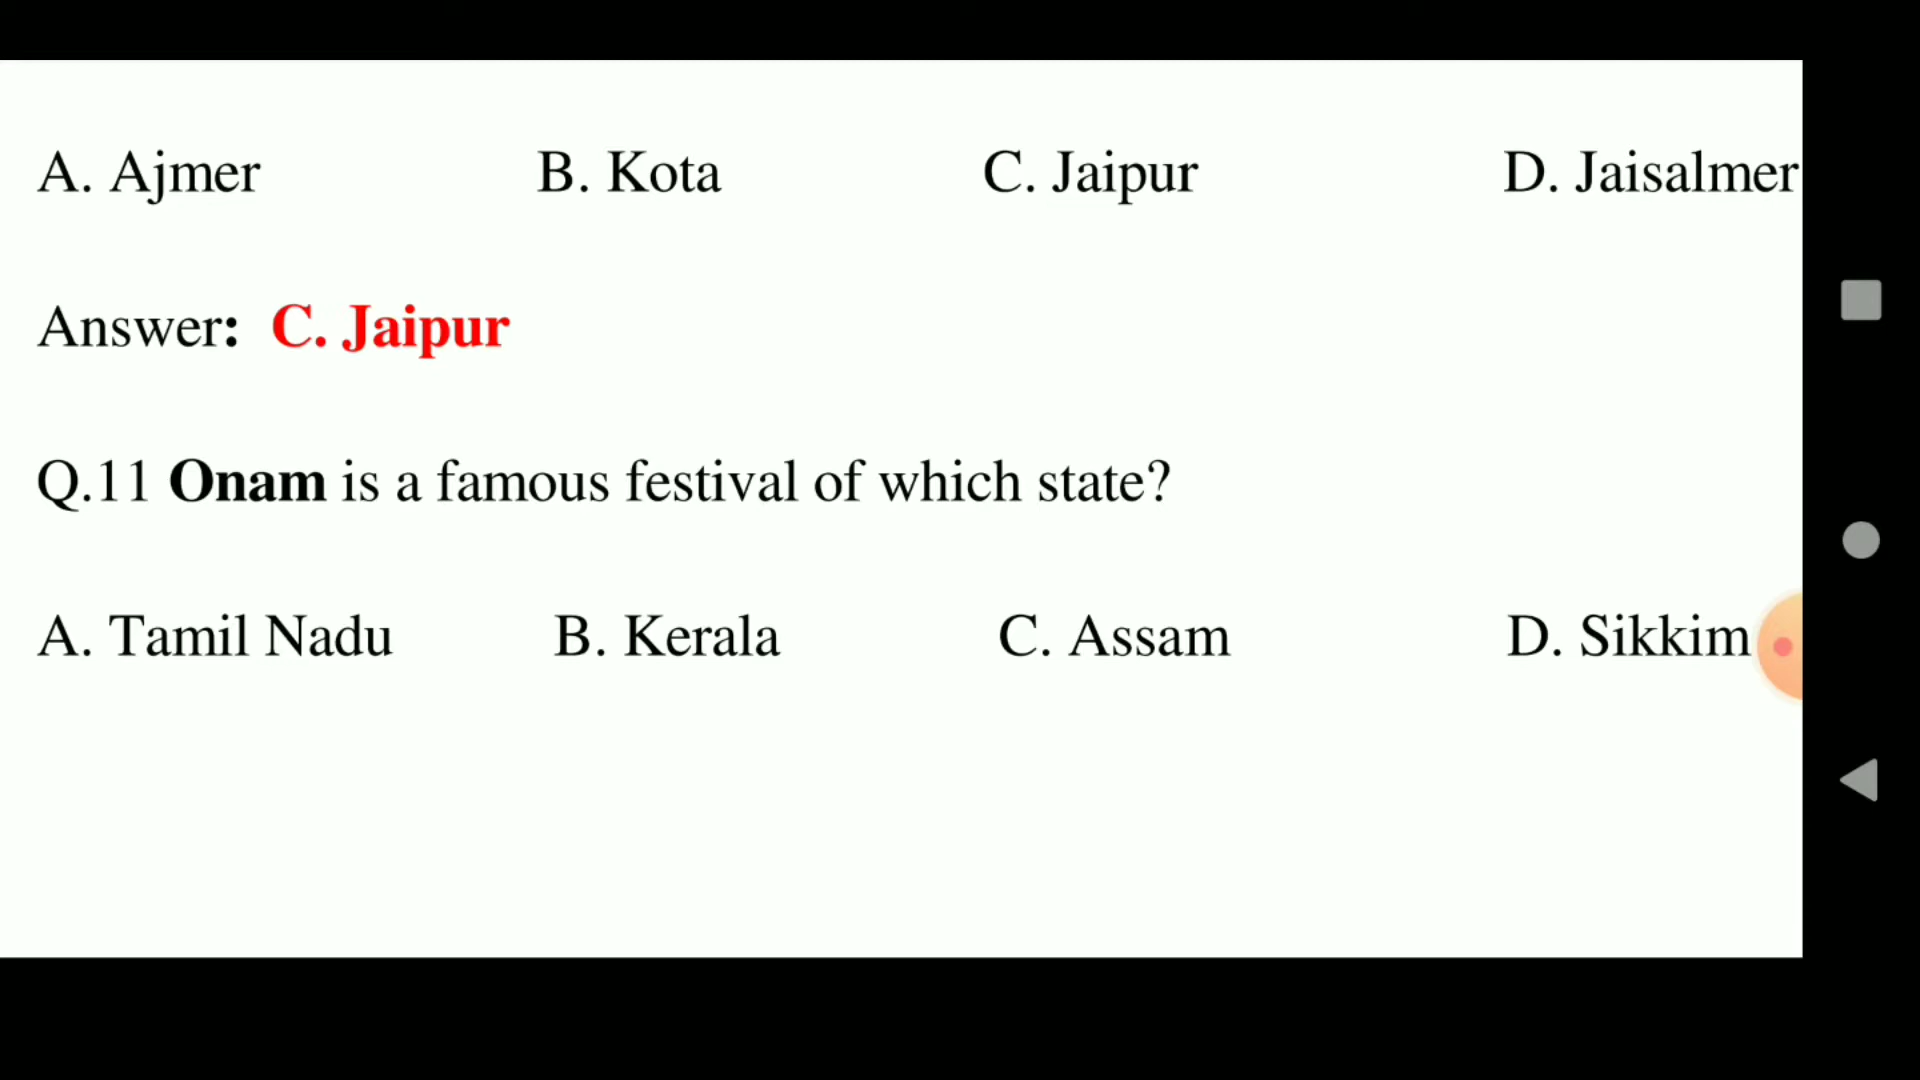 A. Ajmer B. Kota C. Jaipur D. Jaisalmer
Answer: C. Jaipur
Q.11 Onam is a famous festival of which state?
A. Tamil Nadu B. Kerala C. Assam D. Sikkim